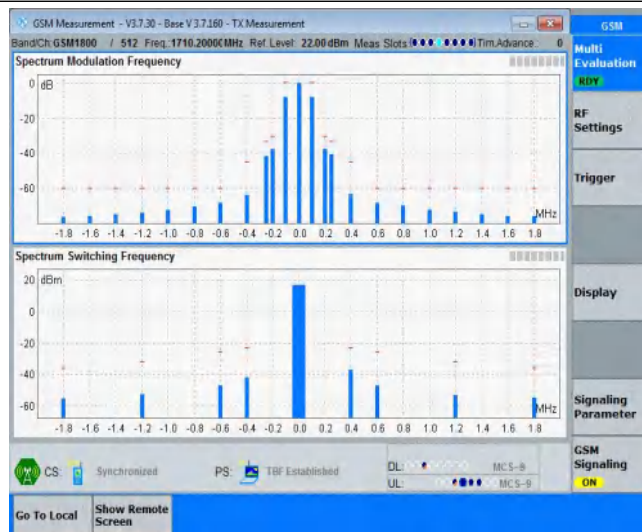 GSM Measurement - V3.7.30 - Base V 3.7.160 - TX Measurement
GSM
Band/Ch:GSM1800 / 512 Freq.:1710.2000(MHz Ref. Level: 22.00 dBm Meas Slots( ) Tim.Advance: 0
Multi
Evaluation
RDY
Spectrum Modulation Frequency
0 dB
-20
-40
-60
MHz
-1.8 -1.6 -1.4 -1.2 -1.0 -0.8 -0.6 -0.4 -0.2 0.0 0.2 0.4 0.6 0.8 1.0 1.2 1.4 1.6 1.8
RF
Settings
Trigger
Spectrum Switching Frequency
20 dBm
0
-20
-40
-60
MHz
-1.8 -1.6 -1.4 -1.2 -1.0 -0.8 -0.6 -0.4 -0.2 0.0 0.2 0.4 0.6 0.8 1.0 1.2 1.4 1.6 1.8
Display
Signaling
Parameter
CS: Synchronized PS: TBF Established DL: MCS-9
UL: MCS-9
GSM
Signaling
ON
Go To Local
Show Remote
Screen